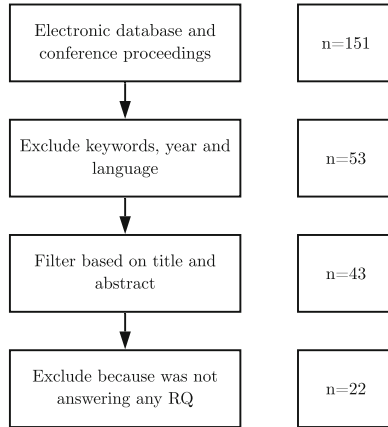 Electronic database and
conference proceedings
n=151
Exclude keywords, year and
language
n=53
Filter based on title and
abstract
n=43
Exclude because was not
answering any RQ
n=22